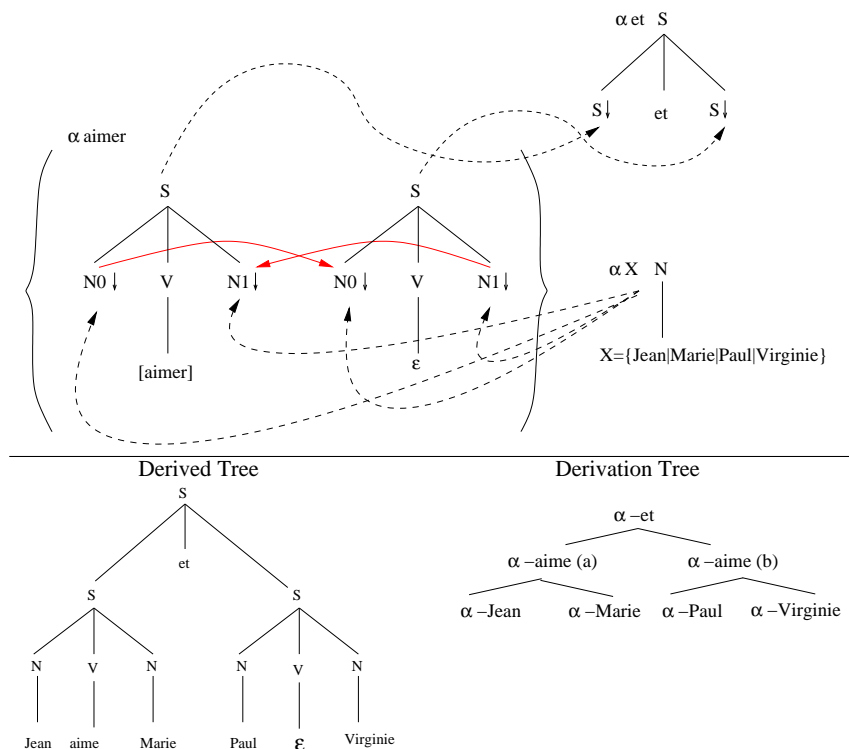 α et S
S↓ et S↓
α aimer
S S
N0↓ V N1↓ N0↓ V N1↓
α X N
[aimer] ε
X={Jean|Marie|Paul|Virginie}
Derived Tree
S
et
S S
N V N N V N
Jean aime Marie Paul ε Virginie
Derivation Tree
α –et
α –aime (a) α –aime (b)
α –Jean α –Marie α –Paul α –Virginie